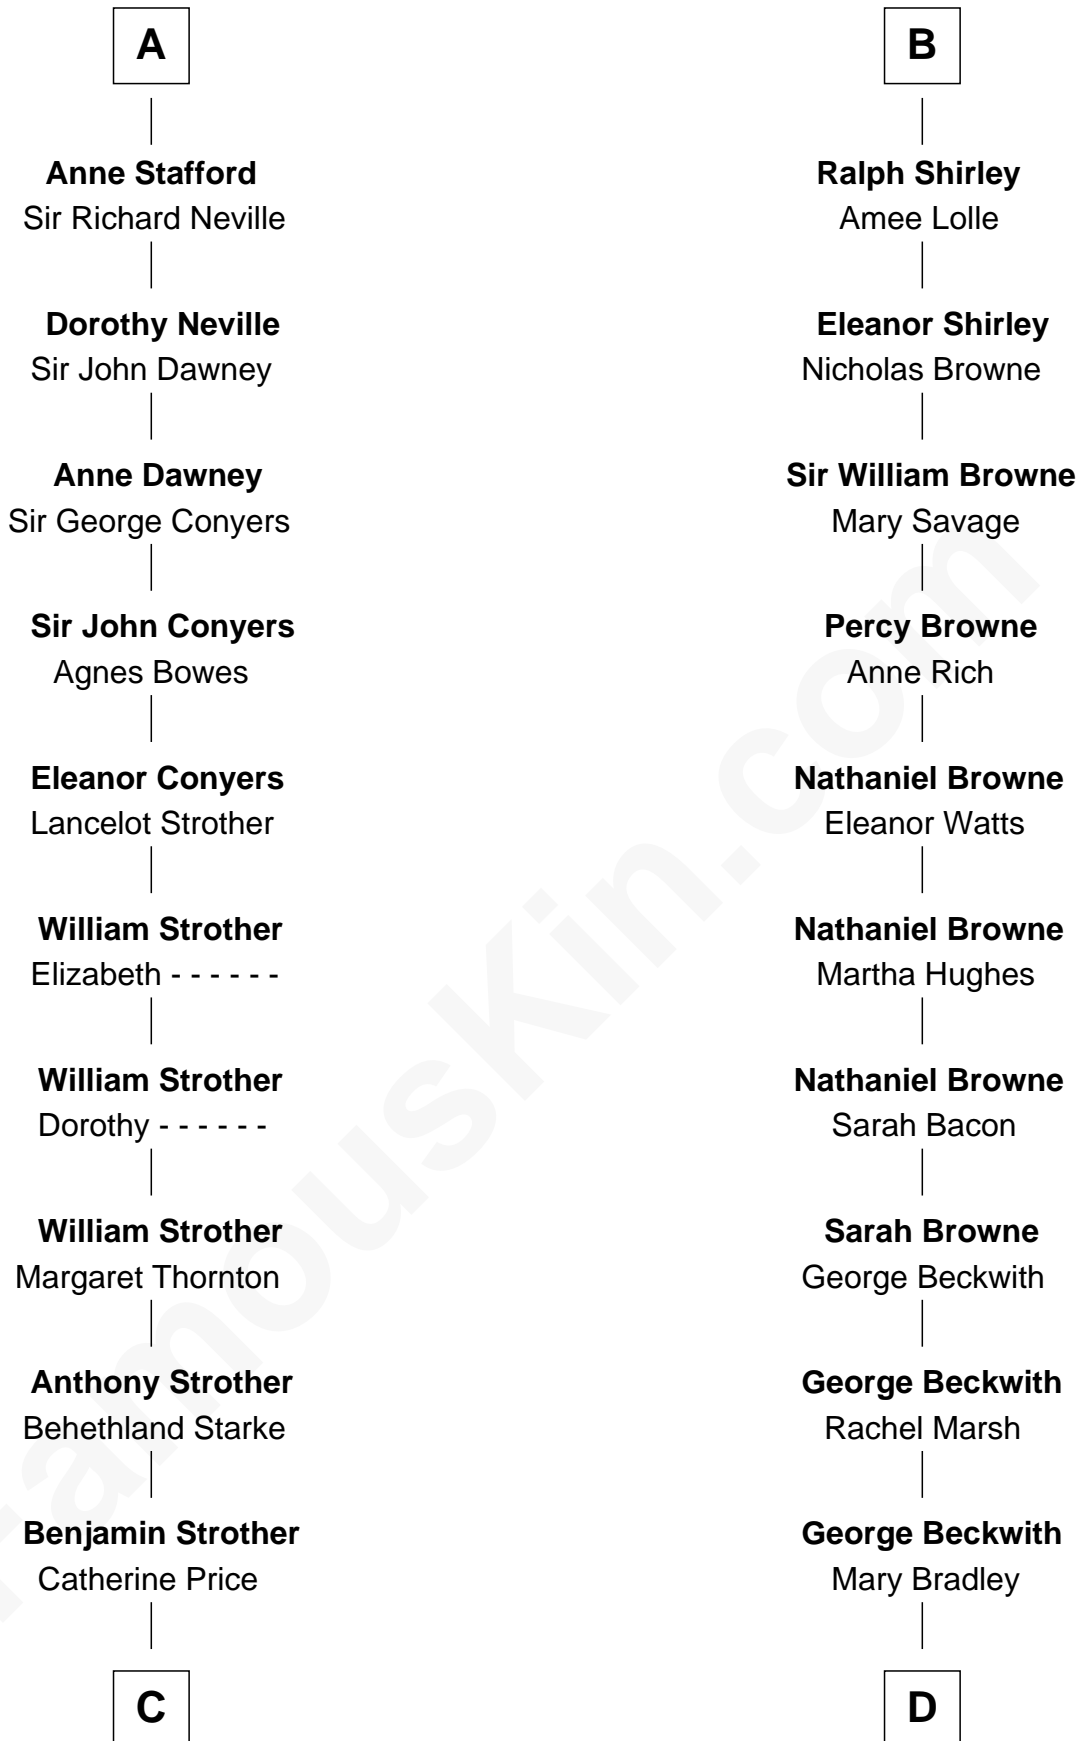 A
Anne Stafford
Sir Richard Neville
Dorothy Neville
Sir John Dawney
Anne Dawney
Sir George Conyers
Sir John Conyers
Agnes Bowes
Eleanor Conyers
Lancelot Strother
William Strother
Elizabeth - - - - - -
William Strother
Dorothy - - - - - -
William Strother
Margaret Thornton
Anthony Strother
Behethland Starke
Benjamin Strother
Catherine Price
C
B
Ralph Shirley
Amee Lolle
Eleanor Shirley
Nicholas Browne
Sir William Browne
Mary Savage
Percy Browne
Anne Rich
Nathaniel Browne
Eleanor Watts
Nathaniel Browne
Martha Hughes
Nathaniel Browne
Sarah Bacon
Sarah Browne
George Beckwith
George Beckwith
Rachel Marsh
George Beckwith
Mary Bradley
D
FamousKin.com